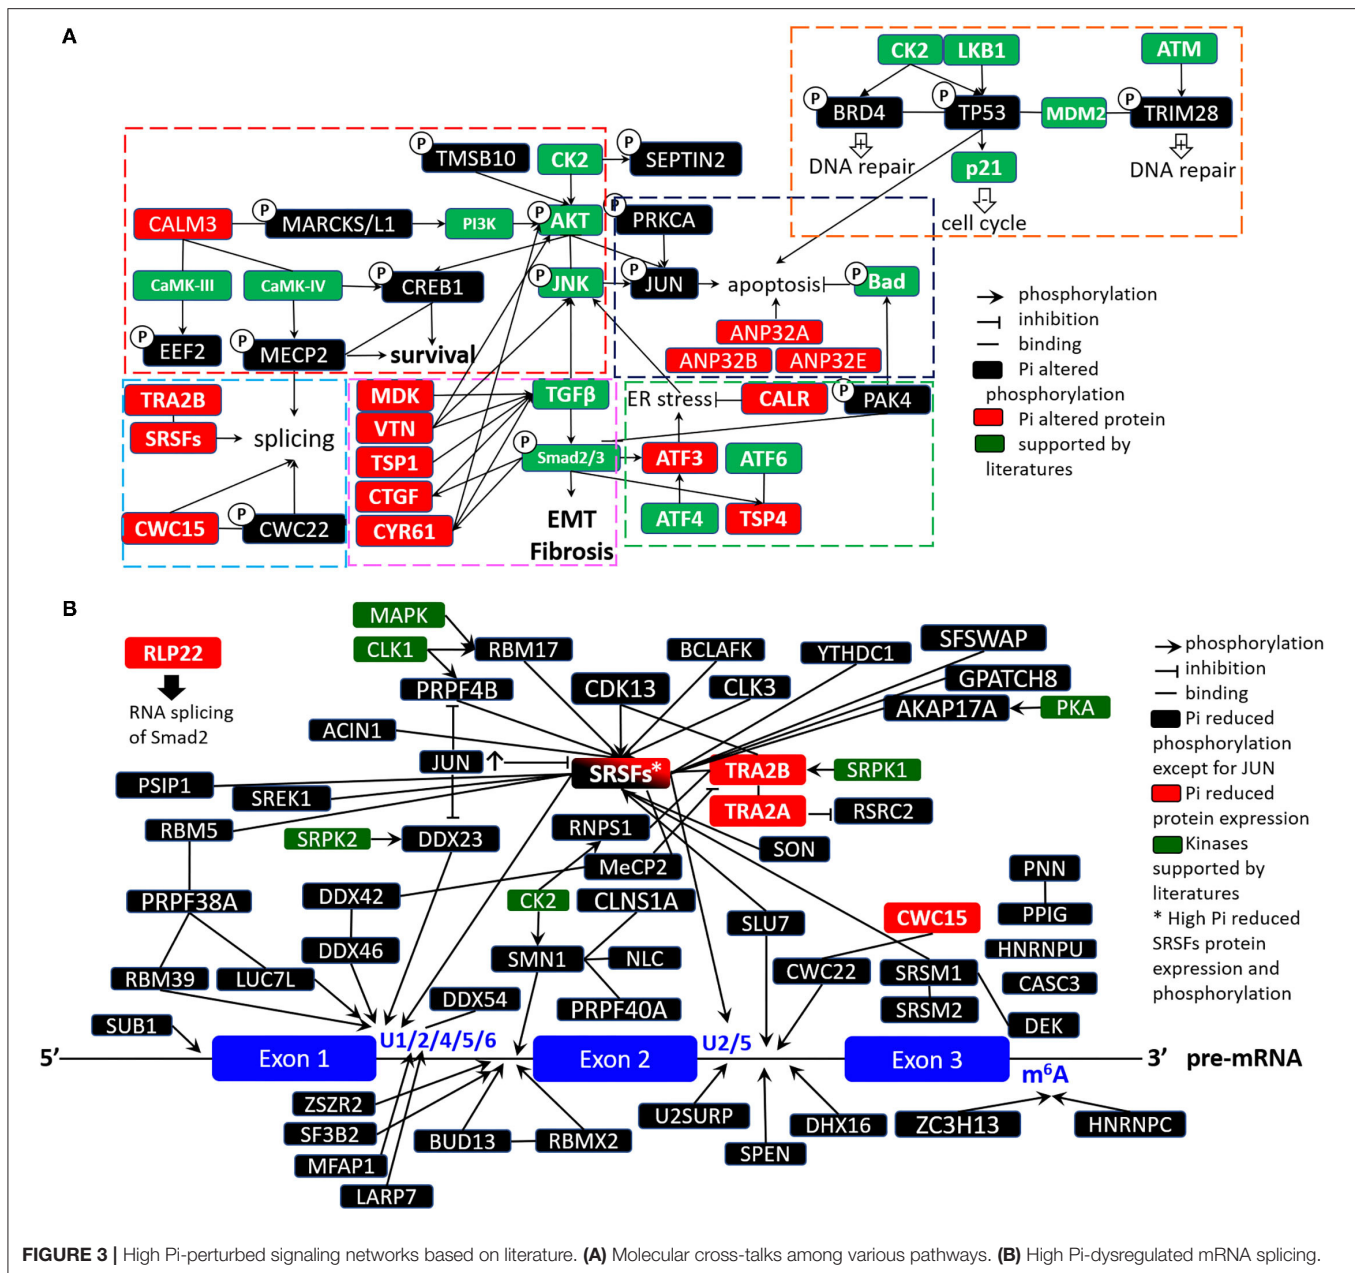 A
CK2 LKB1 ATM
P BRD4 P TP53 MDM2 P TRIM28
+ DNA repair
p21
+ DNA repair
-
cell cycle
P TMSB10 CK2 P SEPTIN2
CALM3 P MARCKS/L1 PI3K P AKT P PRKCA
CaMK-III CaMK-IV P CREB1 P JNK P JUN apoptosis P Bad
P EEF2 P MECP2 survival
ANP32A
ANP32B ANP32E
phosphorylation
inhibition
binding
Pi altered
phosphorylation
Pi altered protein
supported by
literatures
TRA2B
SRSFs splicing
CWC15 P CWC22
MDK TGFβ
VTN
TSP1 P Smad2/3
CTGF
CYR61
EMT
Fibrosis
ER stress CALR P PAK4
ATF3 ATF6
ATF4 TSP4
B
RLP22
RNA splicing
of Smad2
MAPK
CLK1 RBM17 BCLAFK YTHDC1 SFSWAP
PRPF4B CDK13 CLK3 GPATCH8
AKAP17A PKA
ACIN1
JUN
SRSFs* TRA2B SRPK1
PSIP1 SREK1 TRA2A RSRC2
RBM5 SRPK2 DDX23 RNPS1 SON
MeCP2
PRPF38A DDX42 CK2 CLNS1A SLU7 CWC15
PNN
PPIG
DDX46 SMN1 NLC HNRNPU
RBM39 LUC7L CWC22 SRSM1 CASC3
DDX54 PRPF40A SRSM2
SUB1 DEK
phosphorylation
inhibition
binding
Pi reduced
phosphorylation
except for JUN
Pi reduced
protein expression
Kinases
supported by
literatures
* High Pi reduced
SRSFs protein
expression and
phosphorylation
U1/2/4/5/6 U2/5
5’ Exon 1 Exon 2 Exon 3 3’ pre-mRNA
m⁶A
ZSZR2
SF3B2 BUD13 RBMX2 U2SURP DHX16 ZC3H13 HNRNPC
MFAP1 SPEN
LARP7
FIGURE 3 | High Pi-perturbed signaling networks based on literature. (A) Molecular cross-talks among various pathways. (B) High Pi-dysregulated mRNA splicing.